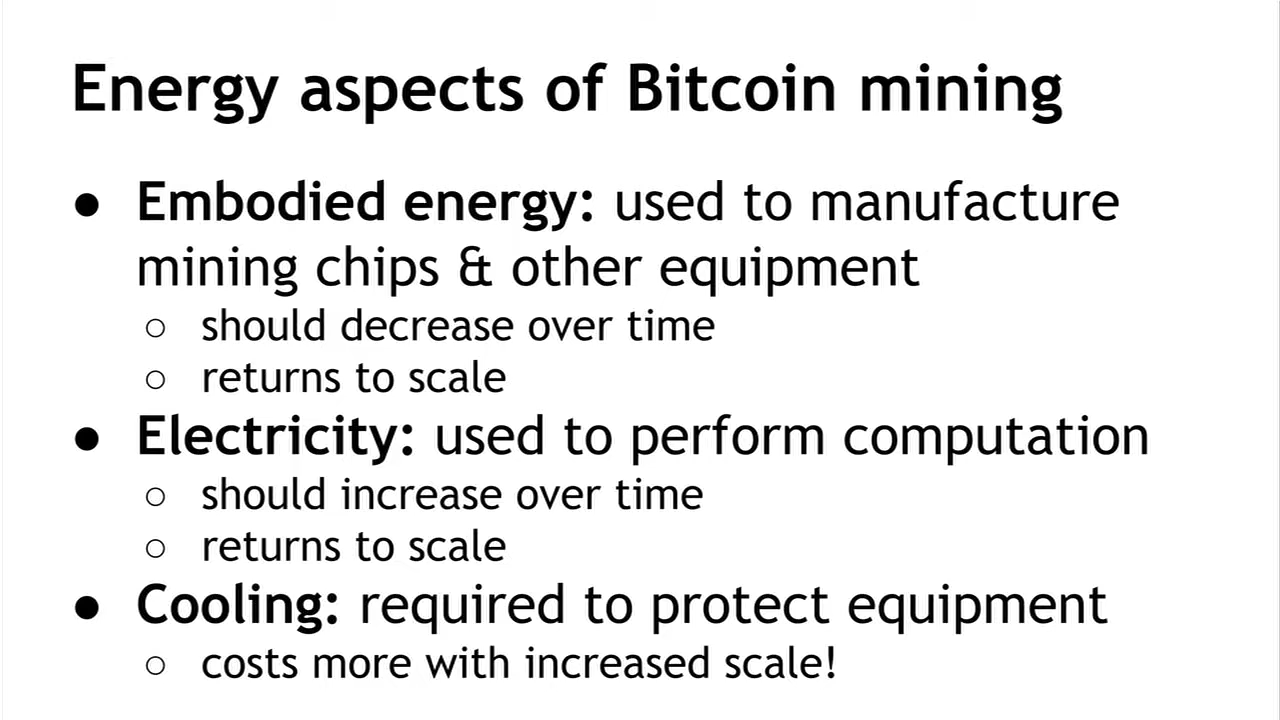 Energy aspects of Bitcoin mining
● Embodied energy: used to manufacture
mining chips & other equipment
○ should decrease over time
○ returns to scale
● Electricity: used to perform computation
○ should increase over time
○ returns to scale
● Cooling: required to protect equipment
○ costs more with increased scale!